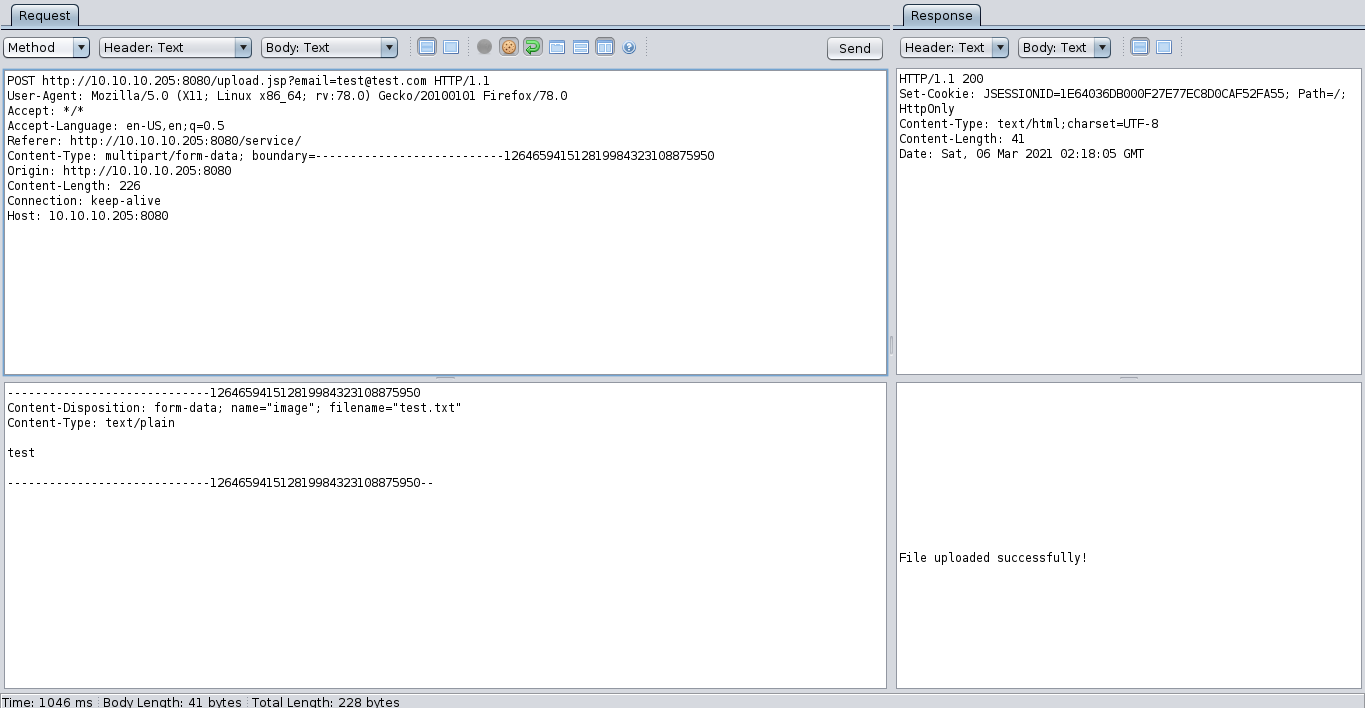 Request
Response
Method
Header: Text
Body: Text
Send
Header: Text
Body: Text
POST http://10.10.10.205:8080/upload.jsp?email=test@test.com HTTP/1.1
User-Agent: Mozilla/5.0 (X11; Linux x86_64; rv:78.0) Gecko/20100101 Firefox/78.0
Accept: */*
Accept-Language: en-US,en;q=0.5
Referer: http://10.10.10.205:8080/service/
Content-Type: multipart/form-data; boundary=---------------------------126465941512819984323108875950
Origin: http://10.10.10.205:8080
Content-Length: 226
Connection: keep-alive
Host: 10.10.10.205:8080
HTTP/1.1 200
Set-Cookie: JSESSIONID=1E64036DB000F27E77EC8D0CAF52FA55; Path=/;
HttpOnly
Content-Type: text/html;charset=UTF-8
Content-Length: 41
Date: Sat, 06 Mar 2021 02:18:05 GMT
-----------------------------126465941512819984323108875950
Content-Disposition: form-data; name="image"; filename="test.txt"
Content-Type: text/plain
test
-----------------------------126465941512819984323108875950--
File uploaded successfully!
Time: 1046 ms Body Length: 41 bytes Total Length: 228 bytes